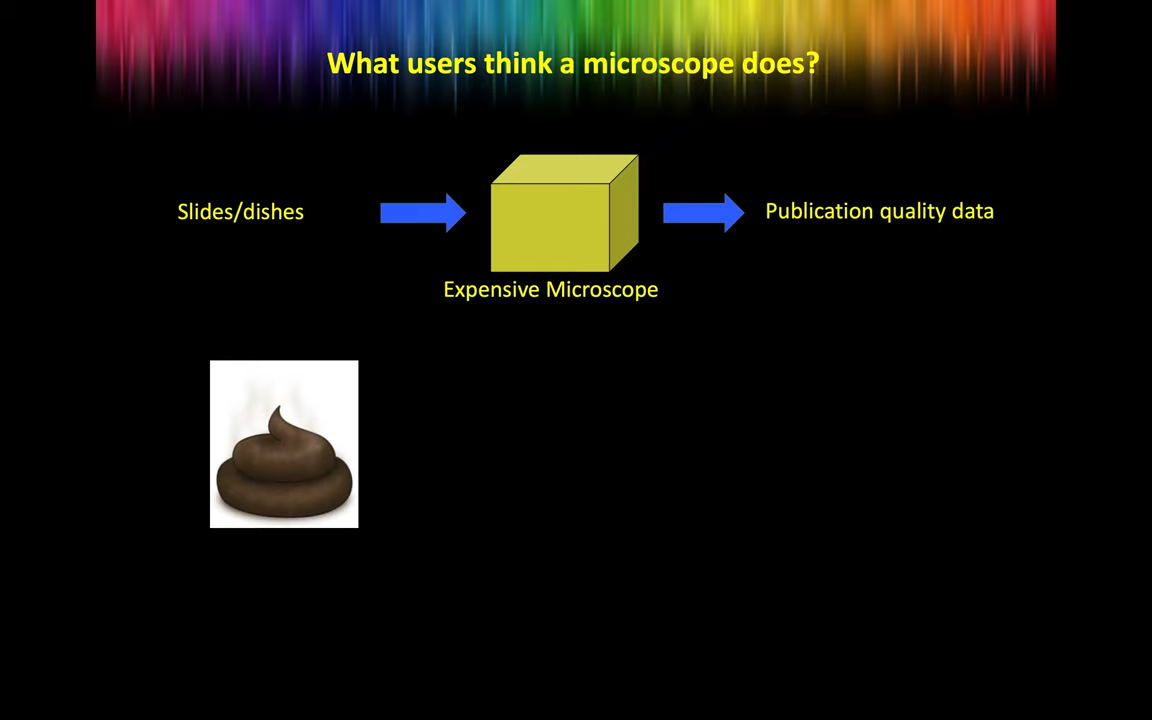 What users think a microscope does?
Slides/dishes
Publication quality data
Expensive Microscope